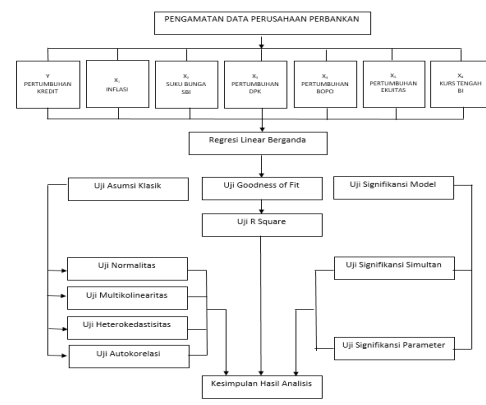 PENGAMATAN DATA PERUSAHAAN PERBANKAN
Y
PERTUMBUHAN
KREDIT
X₁
INFLASI
X₂
SUKU BUNGA
SBI
X₃
PERTUMBUHAN
DPK
X₄
PERTUMBUHAN
BOPO
X₅
PERTUMBUHAN
EKUITAS
X₆
KURS TENGAH
BI
Regresi Linear Berganda
Uji Asumsi Klasik
Uji Goodness of Fit
Uji Signifikansi Model
Uji R Square
Uji Normalitas
Uji Signifikansi Simultan
Uji Multikolinearitas
Uji Heterokedastisitas
Uji Autokorelasi
Uji Signifikansi Parameter
Kesimpulan Hasil Analisis